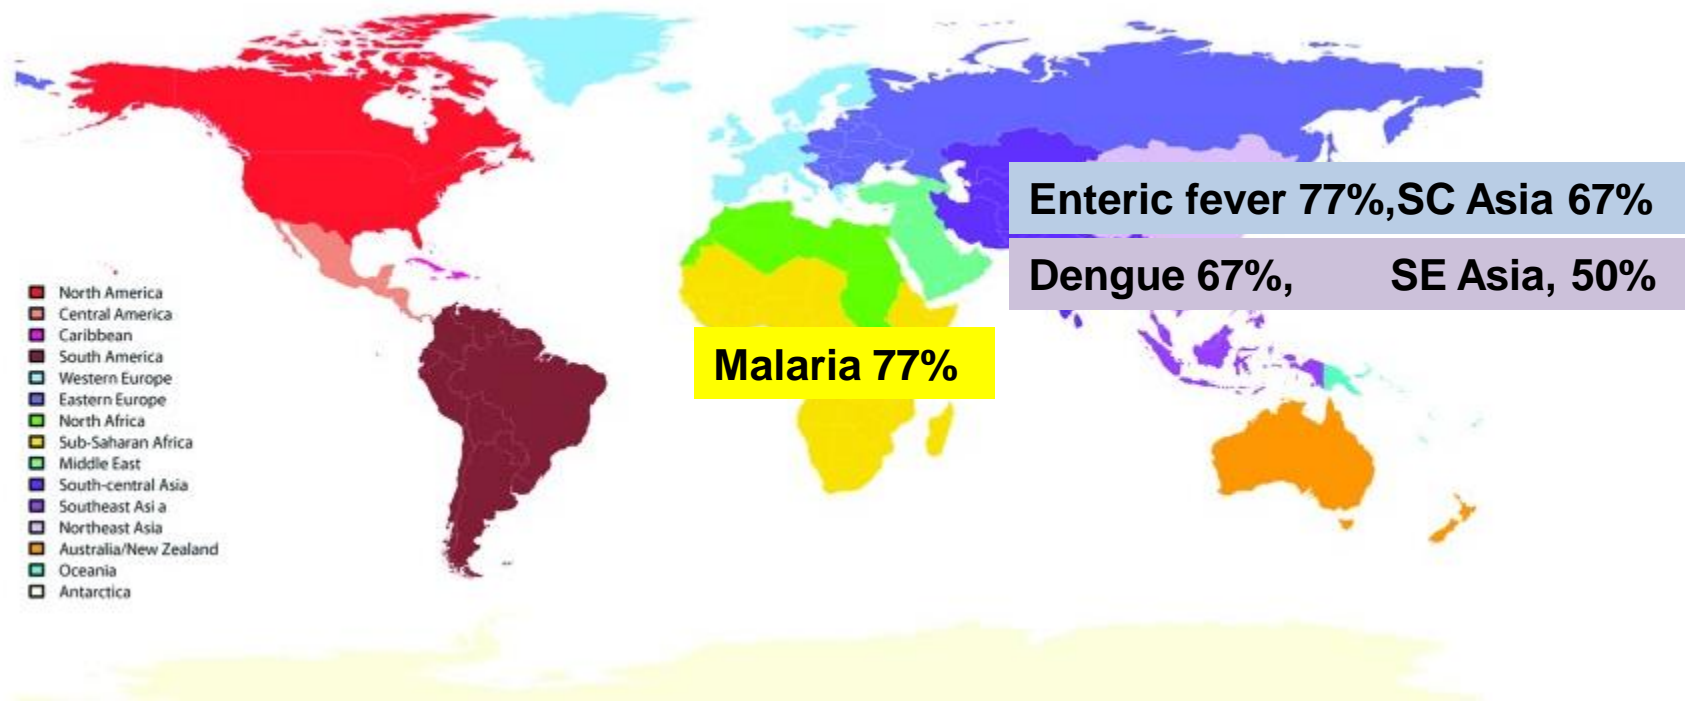 Enteric fever 77%,SC Asia 67%
Dengue 67%, SE Asia, 50%
Malaria 77%
North America
Central America
Caribbean
South America
Western Europe
Eastern Europe
North Africa
Sub-Saharan Africa
Middle East
South-central Asia
Southeast Asi a
Northeast Asia
Australia/New Zealand
Oceania
Antarctica